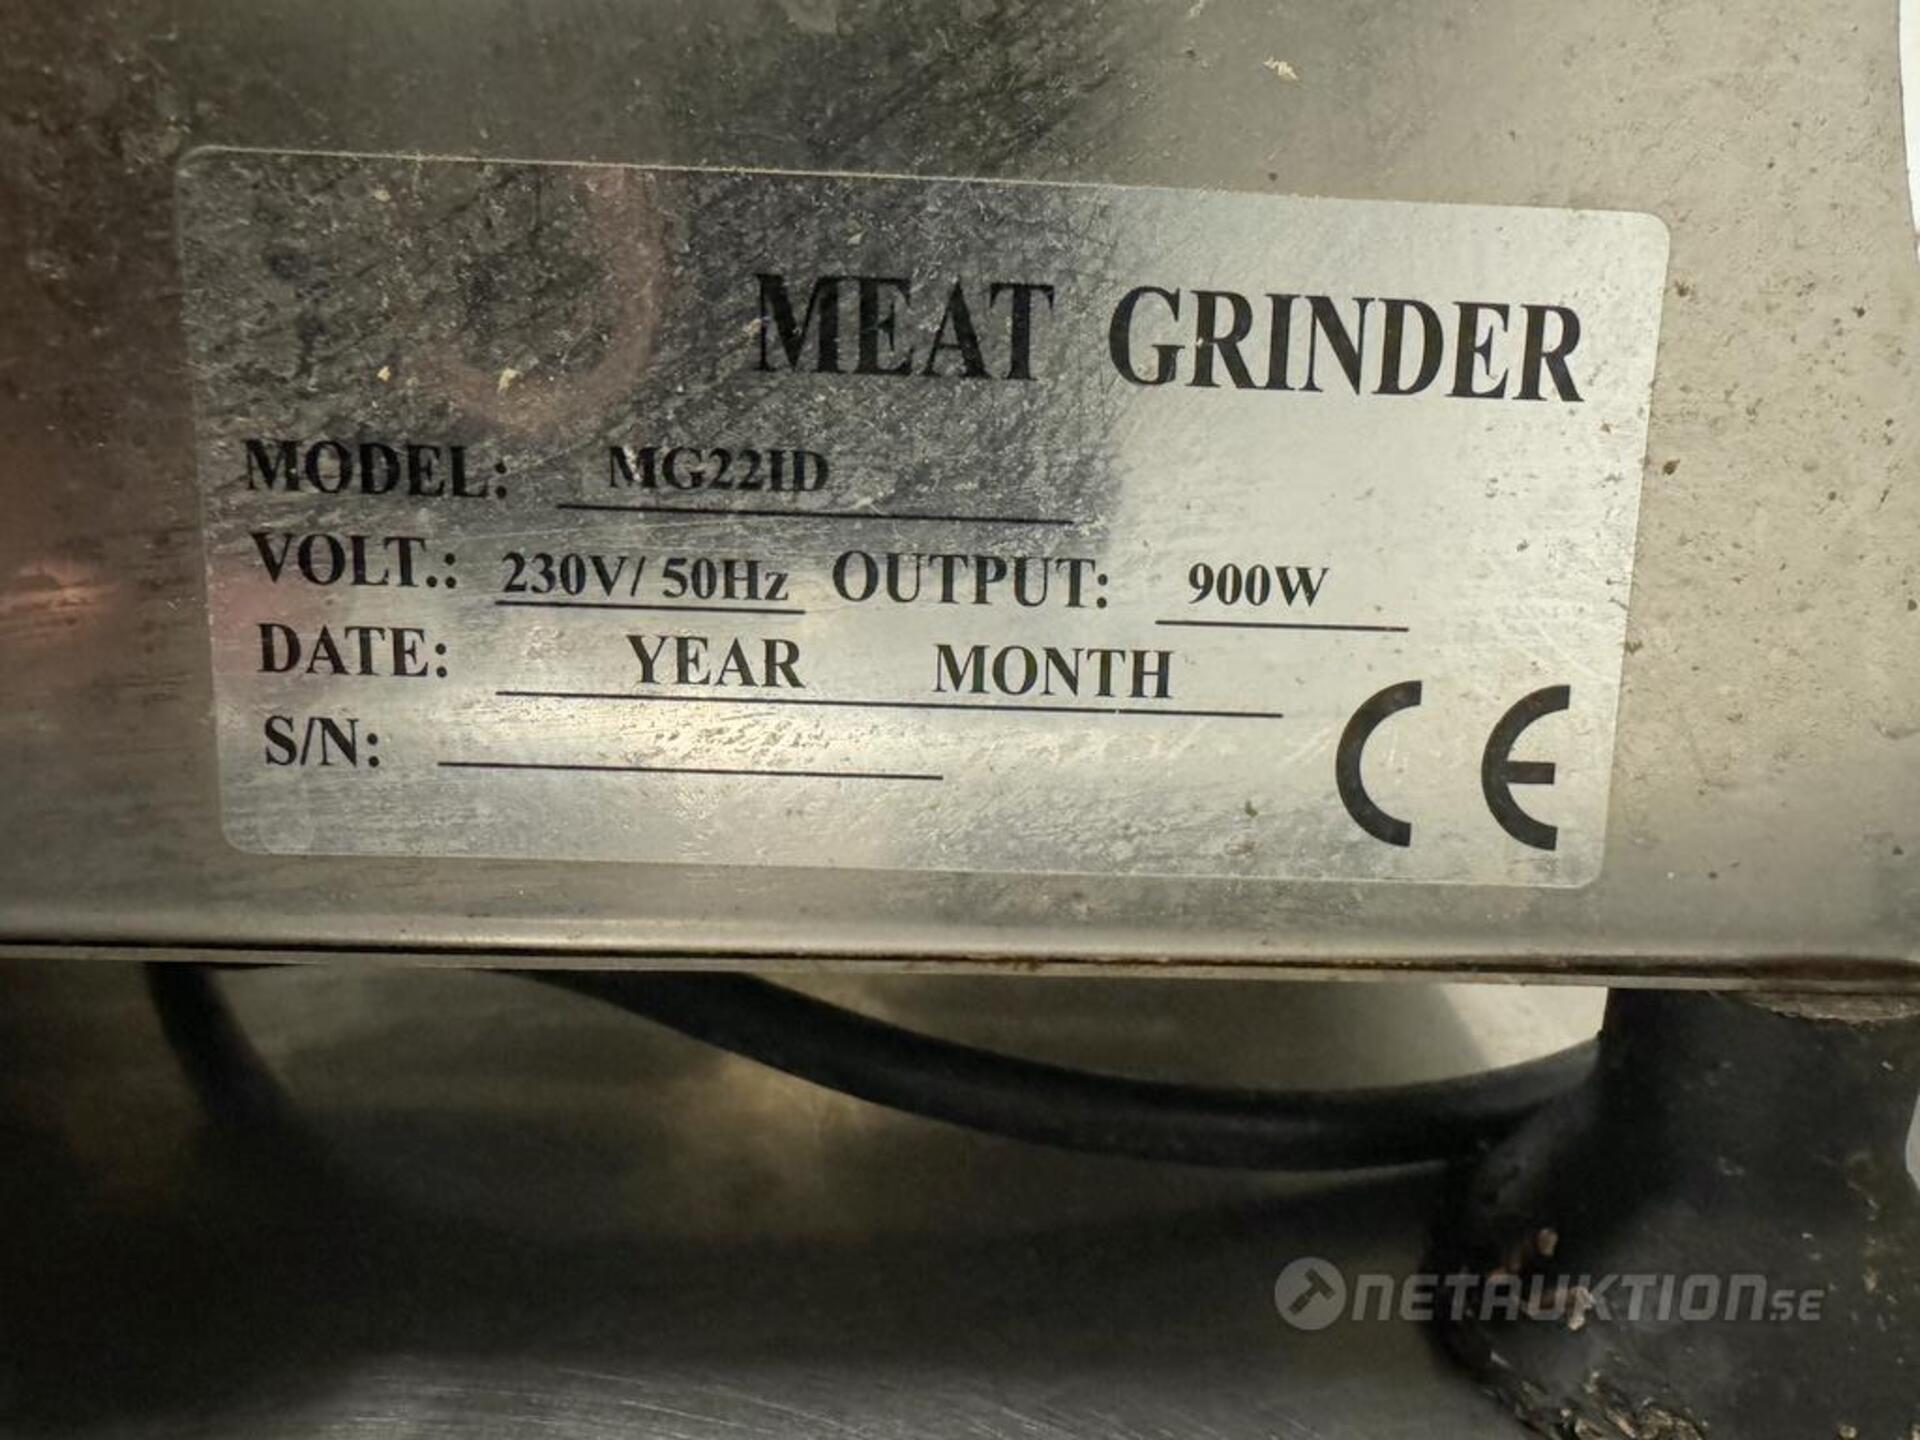 MEAT GRINDER
MODEL: MG22ID
VOLT.: 230V/ 50Hz OUTPUT: 900W
DATE: YEAR MONTH
S/N:
CE
NETAUKTION.SE